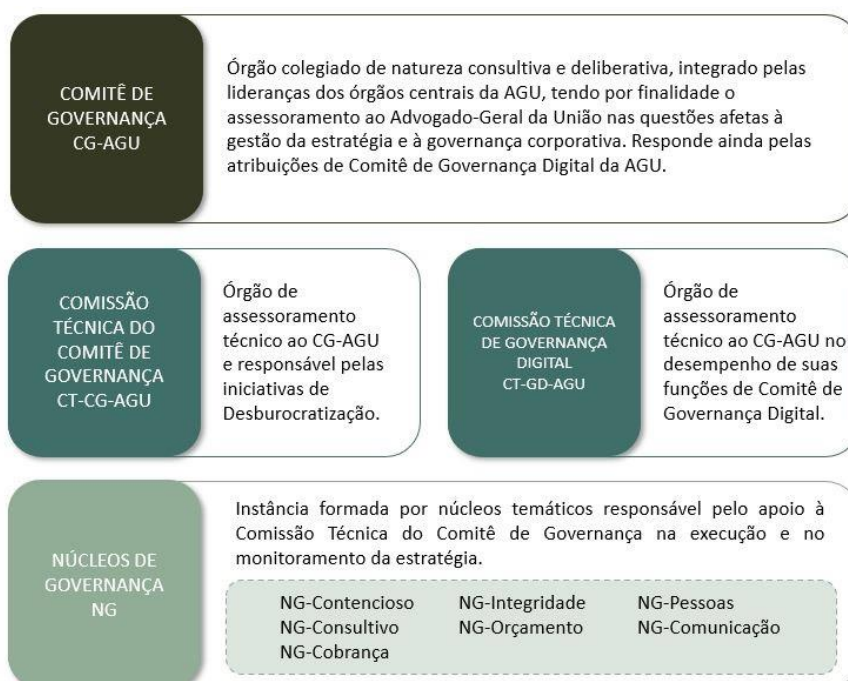 COMITÊ DE
GOVERNANÇA
CG-AGU
Órgão colegiado de natureza consultiva e deliberativa, integrado pelas
lideranças dos órgãos centrais da AGU, tendo por finalidade o
assessoramento ao Advogado-Geral da União nas questões afetas à
gestão da estratégia e à governança corporativa. Responde ainda pelas
atribuições de Comitê de Governança Digital da AGU.
COMISSÃO
TÉCNICA DO
COMITÊ DE
GOVERNANÇA
CT-CG-AGU
Órgão de
assessoramento
técnico ao CG-AGU
e responsável pelas
iniciativas de
Desburocratização.
COMISSÃO TÉCNICA
DE GOVERNANÇA
DIGITAL
CT-GD-AGU
Órgão de
assessoramento
técnico ao CG-AGU no
desempenho de suas
funções de Comitê de
Governança Digital.
NÚCLEOS DE
GOVERNANÇA
NG
Instância formada por núcleos temáticos responsável pelo apoio à
Comissão Técnica do Comitê de Governança na execução e no
monitoramento da estratégia.
NG-Contencioso NG-Integridade NG-Pessoas
NG-Consultivo NG-Orçamento NG-Comunicação
NG-Cobrança